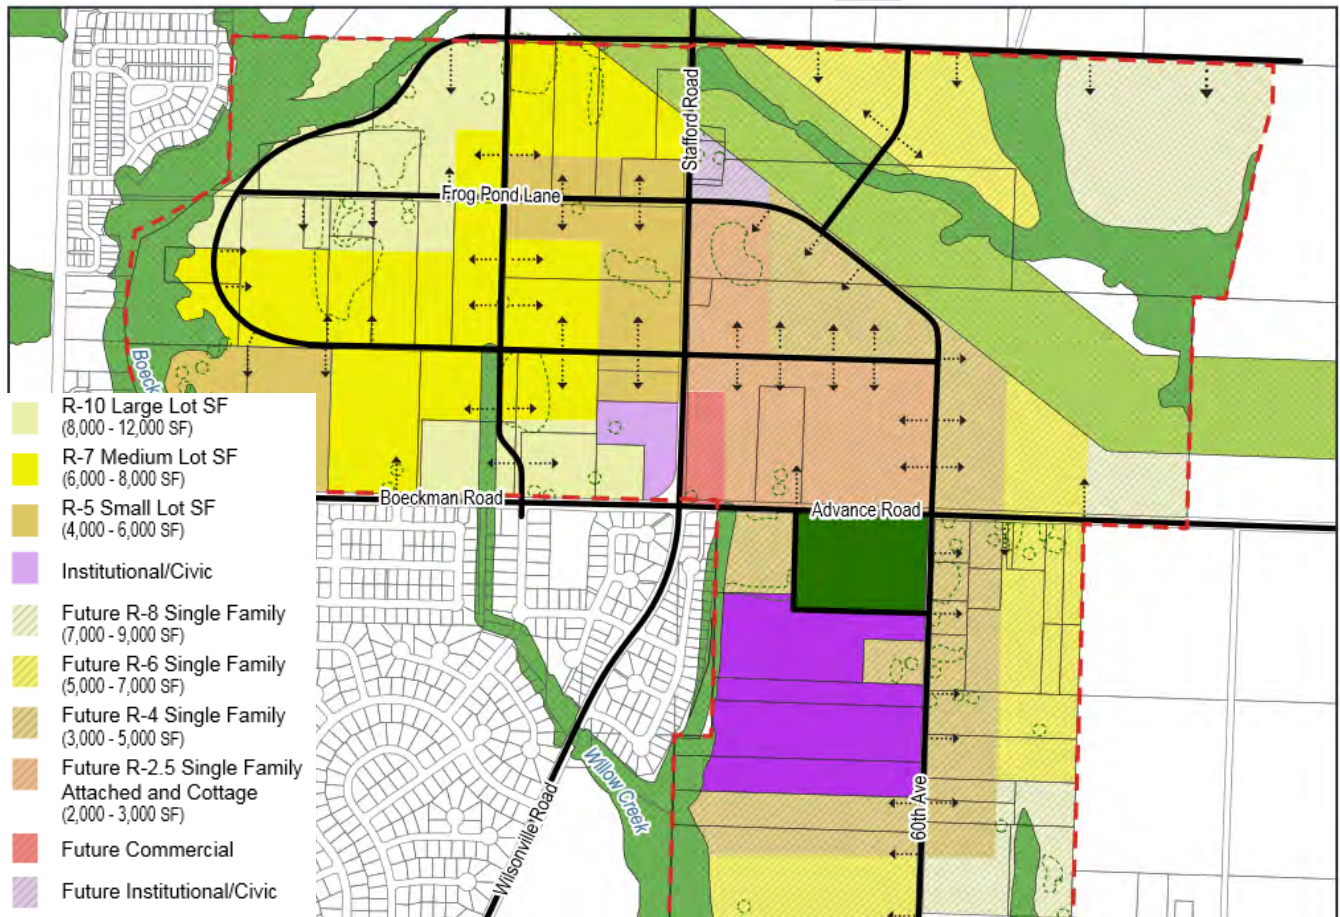 Stafford Road
Frog Pond Lane
Boeck
R-10 Large Lot SF
(8,000 - 12,000 SF)
R-7 Medium Lot SF
(6,000 - 8,000 SF)
R-5 Small Lot SF
(4,000 - 6,000 SF)
Institutional/Civic
Future R-8 Single Family
(7,000 - 9,000 SF)
Future R-6 Single Family
(5,000 - 7,000 SF)
Future R-4 Single Family
(3,000 - 5,000 SF)
Future R-2.5 Single Family
Attached and Cottage
(2,000 - 3,000 SF)
Future Commercial
Future Institutional/Civic
Boeckman Road
Advance Road
Willow Creek
Wilsonville Road
60th Ave